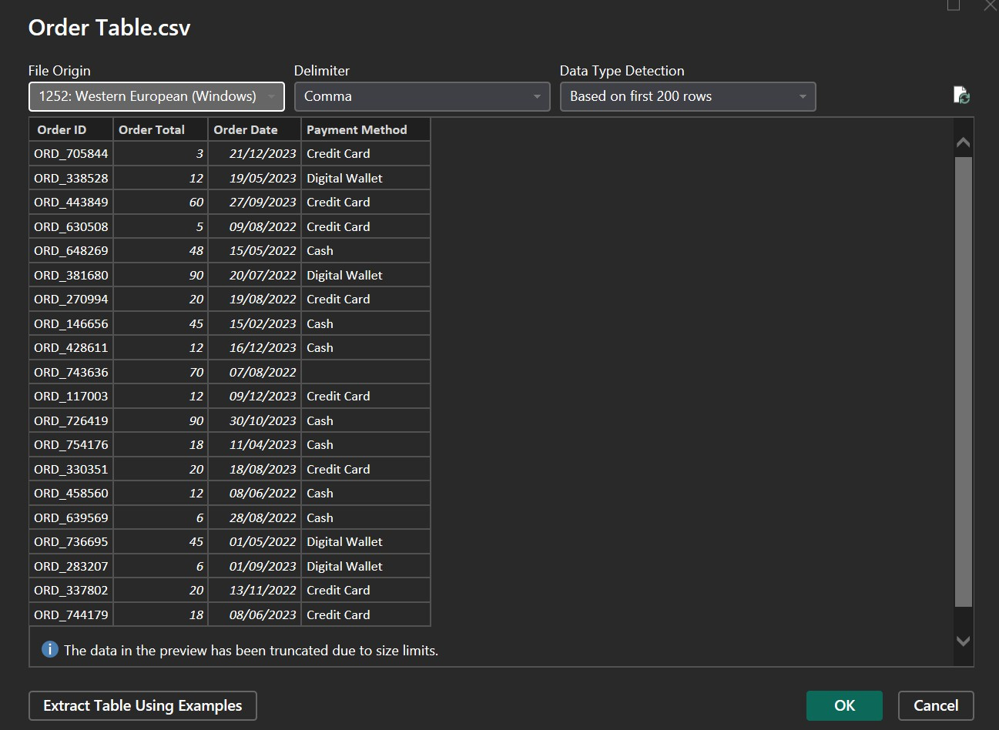 Order Table.csv
File Origin Delimiter Data Type Detection
1252: Western European (Windows) Comma Based on first 200 rows
Order ID Order Total Order Date Payment Method
ORD_705844 3 21/12/2023 Credit Card
ORD_338528 12 19/05/2023 Digital Wallet
ORD_443849 60 27/09/2023 Credit Card
ORD_630508 5 09/08/2022 Credit Card
ORD_648269 48 15/05/2022 Cash
ORD_381680 90 20/07/2022 Digital Wallet
ORD_270994 20 19/08/2022 Credit Card
ORD_146656 45 15/02/2023 Cash
ORD_428611 12 16/12/2023 Cash
ORD_743636 70 07/08/2022
ORD_117003 12 09/12/2023 Credit Card
ORD_726419 90 30/10/2023 Cash
ORD_754176 18 11/04/2023 Cash
ORD_330351 20 18/08/2023 Credit Card
ORD_458560 12 08/06/2022 Cash
ORD_639569 6 28/08/2022 Cash
ORD_736695 45 01/05/2022 Digital Wallet
ORD_283207 6 01/09/2023 Digital Wallet
ORD_337802 20 13/11/2022 Credit Card
ORD_744179 18 08/06/2023 Credit Card
The data in the preview has been truncated due to size limits.
Extract Table Using Examples OK Cancel